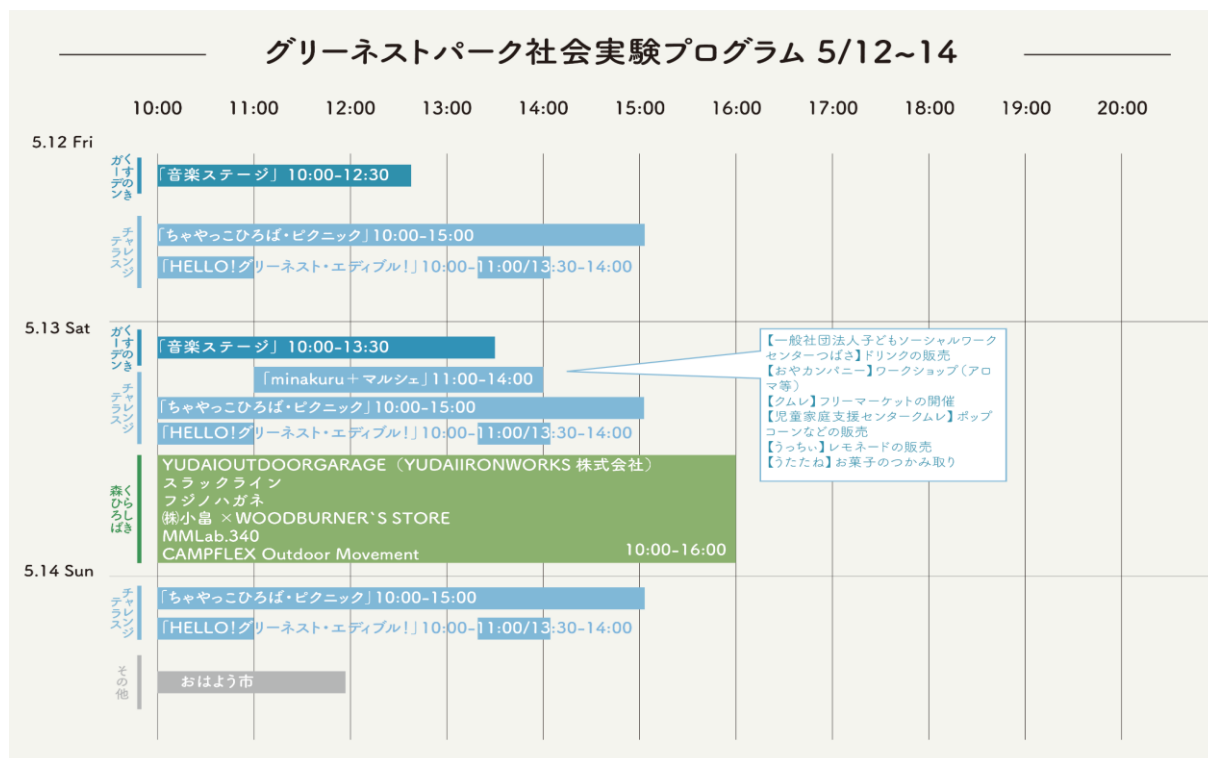 グリーネストパーク社会実験プログラム 5/12~14
10:00 11:00 12:00 13:00 14:00 15:00 16:00 17:00 18:00 19:00 20:00
5.12 Fri
くすのき
ガーデン
「音楽ステージ」 10:00-12:30
チャレンジ
テラス
「ちゃやっこひろば・ピクニック」10:00-15:00
「HELLO!グリーネスト・エディブル!」10:00-11:00/13:30-14:00
5.13 Sat
くすのき
ガーデン
「音楽ステージ」 10:00-13:30
チャレンジ
テラス
「minakuru+マルシェ」11:00-14:00
「ちゃやっこひろば・ピクニック」10:00-15:00
「HELLO!グリーネスト・エディブル!」10:00-11:00/13:30-14:00
【一般社団法人子どもソーシャルワーク
センターつばさ】ドリンクの販売
【おやカンパニー】ワークショップ(アロ
マ等)
【クムレ】フリーマーケットの開催
【児童家庭支援センタークムレ】ポップ
コーンなどの販売
【うっちぃ】レモネードの販売
【うたたね】お菓子のつかみ取り
くらしき
森ひろば
YUDAIOUTDOORGARAGE(YUDAIIRONWORKS 株式会社)
スラックライン
フジノハガネ
㈱小畠 ×WOODBURNER`S STORE
MMLab.340
CAMPFLEX Outdoor Movement
10:00-16:00
5.14 Sun
チャレンジ
テラス
「ちゃやっこひろば・ピクニック」10:00-15:00
「HELLO!グリーネスト・エディブル!」10:00-11:00/13:30-14:00
その他
おはよう市